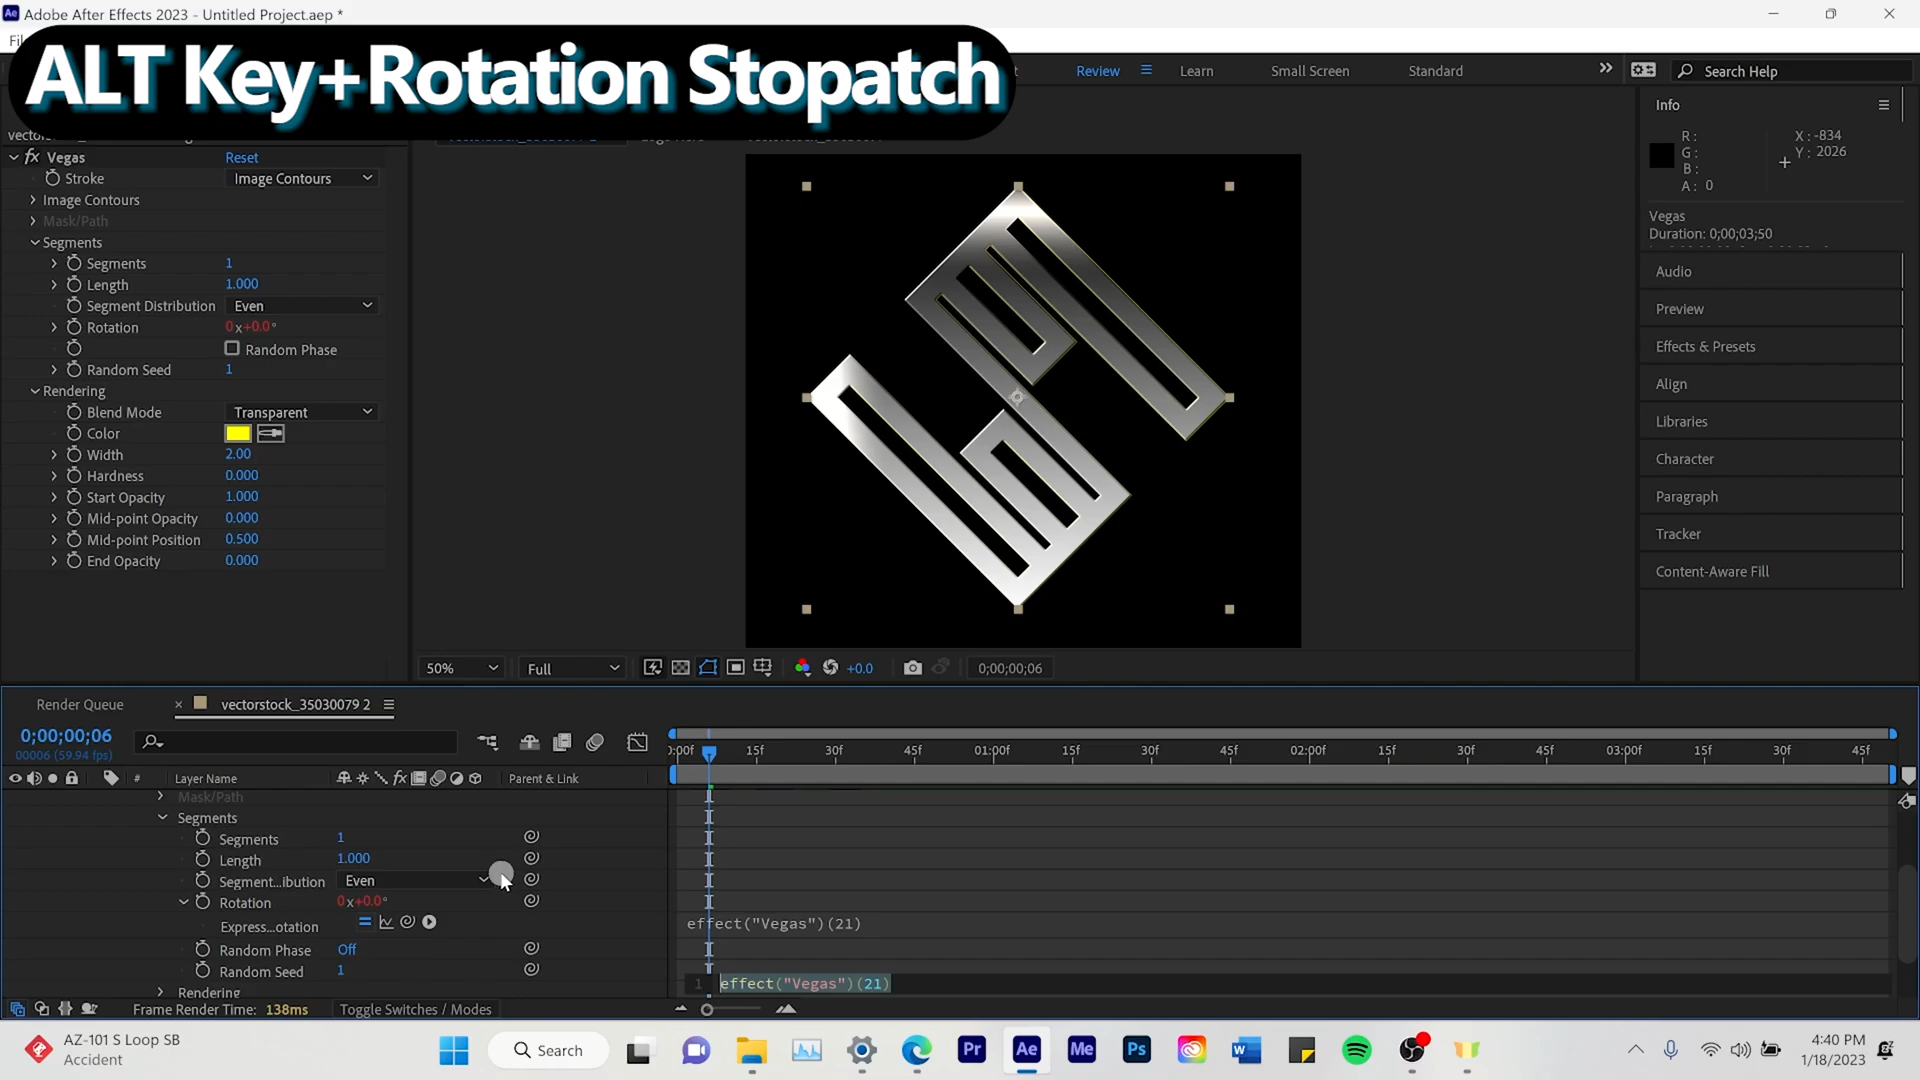 Adobe After Effects 2023 - Untitled Project.aep *
ALT Key+Rotation Stopatch
Review
Learn
Small Screen
Standard
Search Help
Vegas
Reset
Stroke
Image Contours
Image Contours
Mask/Path
Segments
Segments
1
Length
1.000
Segment Distribution
Even
Rotation
0x+0.0°
Random Phase
Random Seed
1
Rendering
Blend Mode
Transparent
Color
Width
2.00
Hardness
0.000
Start Opacity
1.000
Mid-point Opacity
0.000
Mid-point Position
0.500
End Opacity
0.000
50%
Full
+0.0
0;00;00;06
Info
R :
G :
B :
A : 0
X : -834
Y : 2026
Vegas
Duration: 0;00;03;50
Audio
Preview
Effects & Presets
Align
Libraries
Character
Paragraph
Tracker
Content-Aware Fill
Render Queue
vectorstock_35030079 2
0;00;00;06
00006 (59.94 fps)
# Layer Name
Parent & Link
:00f 15f 30f 45f 01:00f 15f 30f 45f 02:00f 15f 30f 45f 03:00f 15f 30f 45f
Mask/Path
Segments
Segments
1
Length
1.000
Segment...ibution
Even
Rotation
0x+0.0°
Express...otation
effect("Vegas")(21)
Random Phase
Off
Random Seed
1
1 effect("Vegas")(21)
Rendering
Frame Render Time: 138ms
Toggle Switches / Modes
AZ-101 S Loop SB
Accident
Search
Pr
Ae
Me
Ps
4:40 PM
1/18/2023